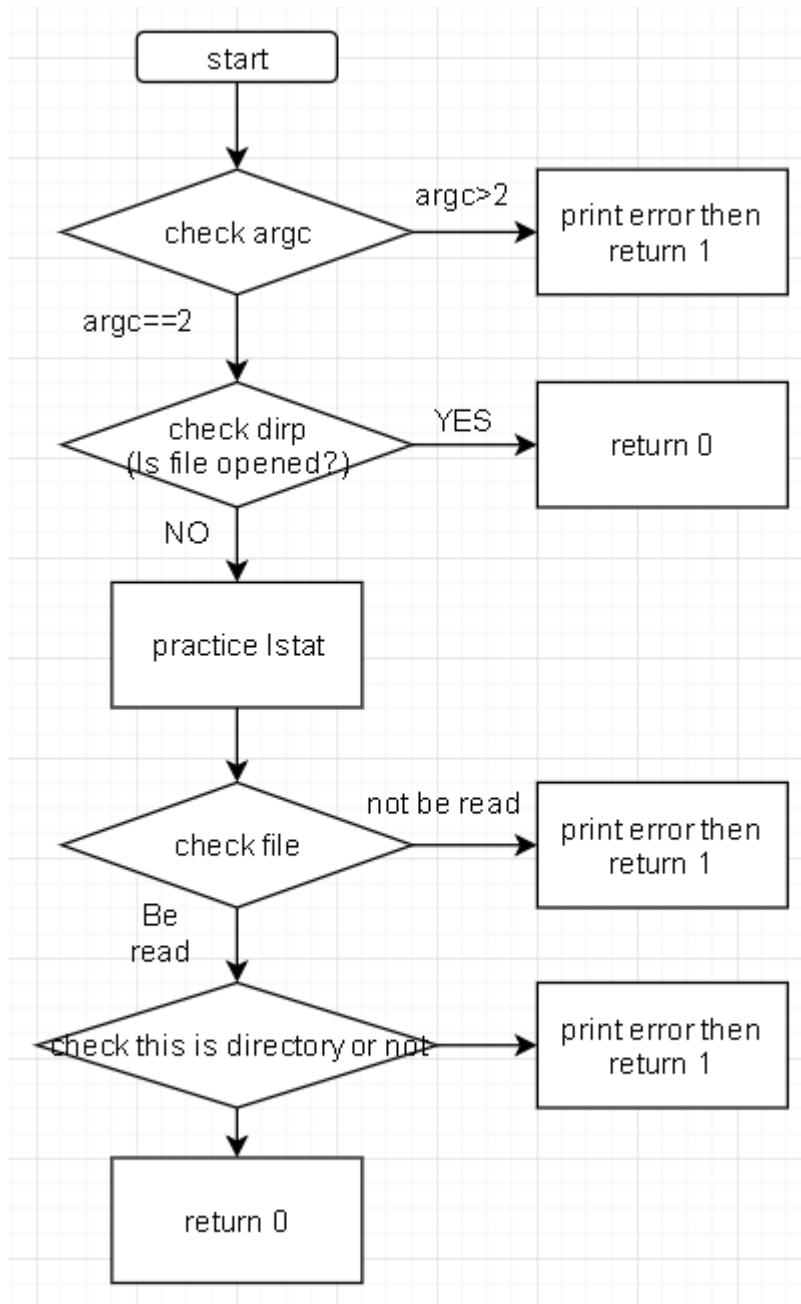 start
check argc
argc>2
print error then
return 1
argc==2
check dirp
(Is file opened?)
YES
return 0
NO
practice lstat
check file
not be read
print error then
return 1
Be
read
check this is directory or not
print error then
return 1
return 0